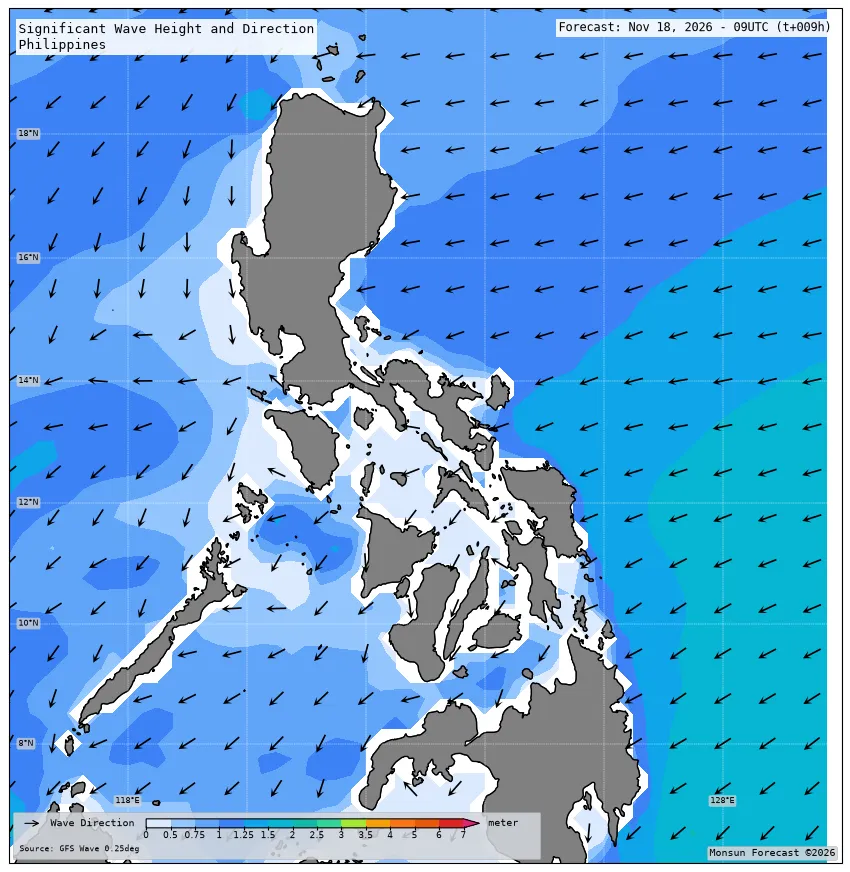 Significant Wave Height and Direction
Philippines
Forecast: Nov 18, 2026 - 09UTC (t+009h)
18°N
16°N
14°N
12°N
10°N
8°N
118°E
128°E
Wave Direction
meter
0 0.5 0.75 1 1.25 1.5 2 2.5 3 3.5 4 5 6 7
Source: GFS Wave 0.25deg
Monsun Forecast ©2026